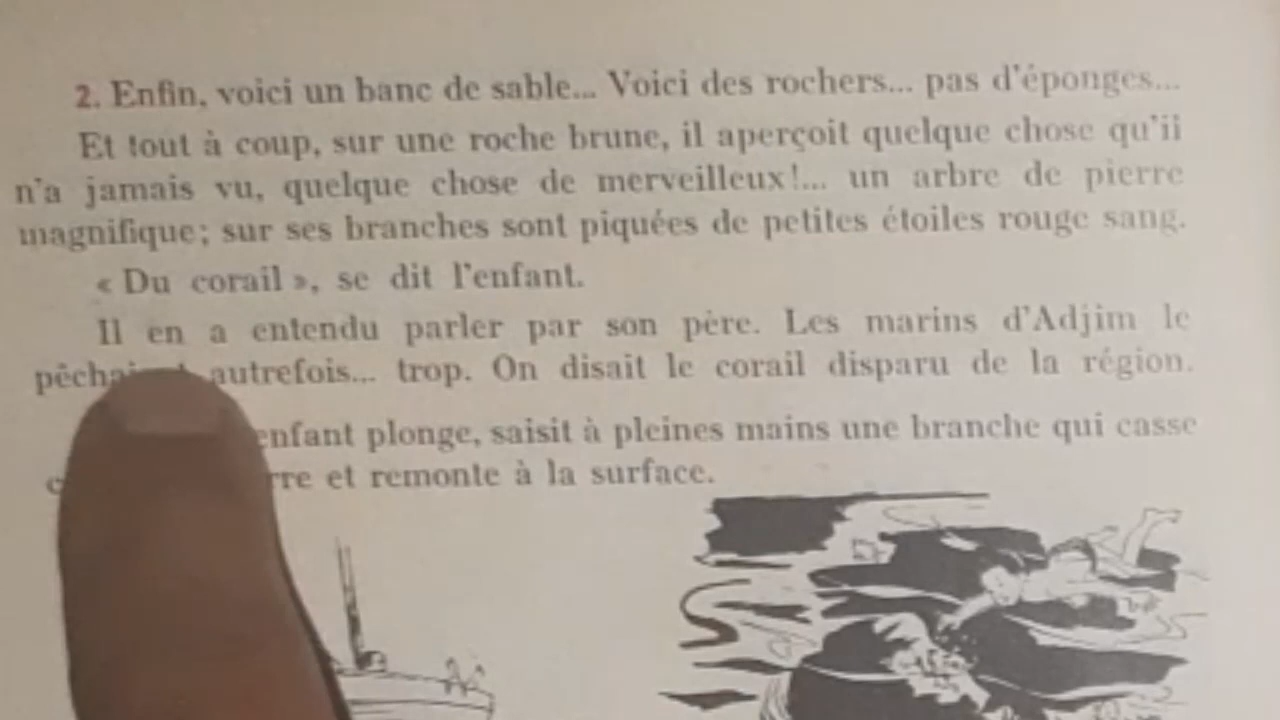 2. Enfin, voici un banc de sable... Voici des rochers... pas d'éponges...
Et tout à coup, sur une roche brune, il aperçoit quelque chose qu'il
n'a jamais vu, quelque chose de merveilleux!... un arbre de pierre
magnifique; sur ses branches sont piquées de petites étoiles rouge sang.
« Du corail », se dit l'enfant.
Il en a entendu parler par son père. Les marins d'Adjim le
autrefois... trop. On disait le corail disparu de la région.
enfant plonge, saisit à pleines mains une branche qui casse
et remonte à la surface.